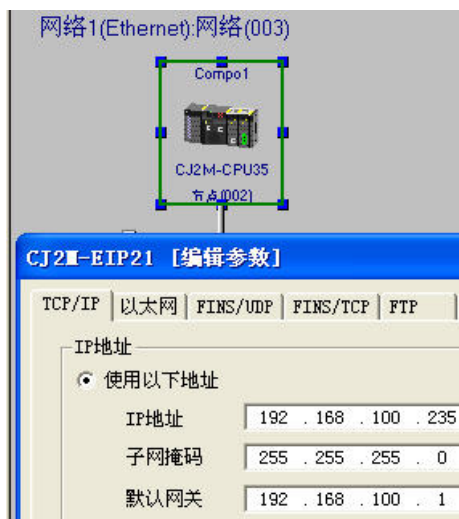 网络1(Ethernet):网络(003)
Compo1
CJ2M-CPU35
节点(002)
CJ2M-EIP21 [编辑参数]
TCP/IP 以太网 FINS/UDP FINS/TCP FTP
IP地址
使用以下地址
IP地址 192 . 168 . 100 . 235
子网掩码 255 . 255 . 255 . 0
默认网关 192 . 168 . 100 . 1